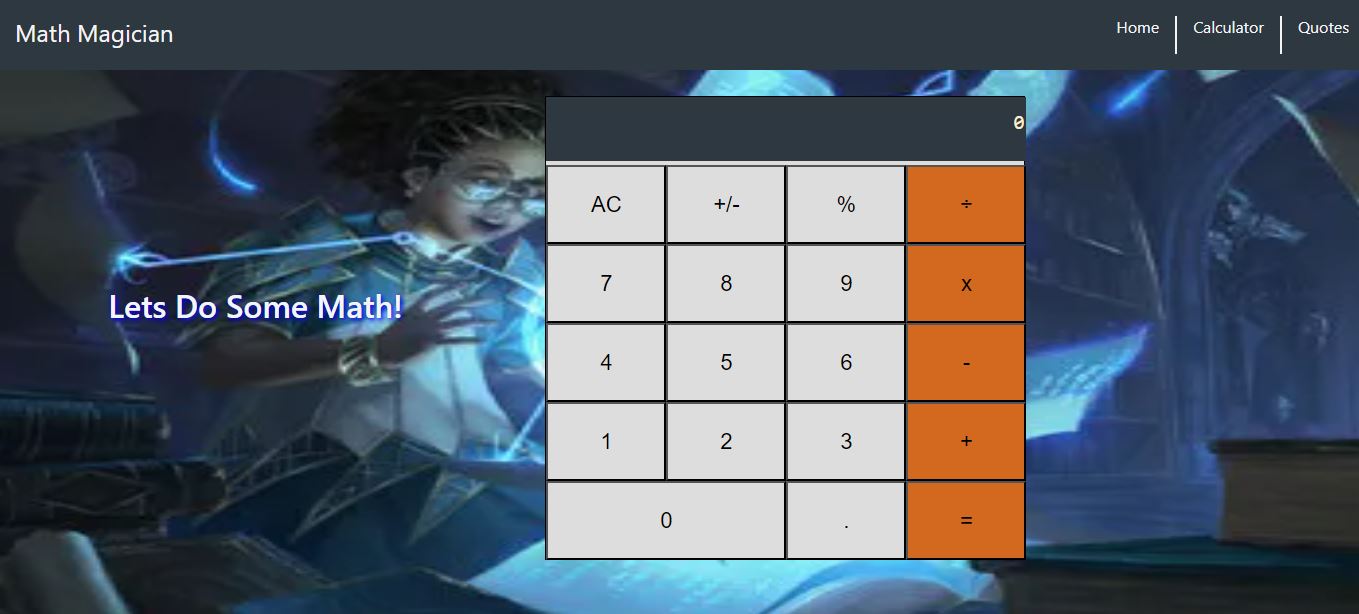 Math Magician
Home
Calculator
Quotes
0
AC +/- % ÷
7 8 9 x
Lets Do Some Math!
4 5 6 -
1 2 3 +
0 . =